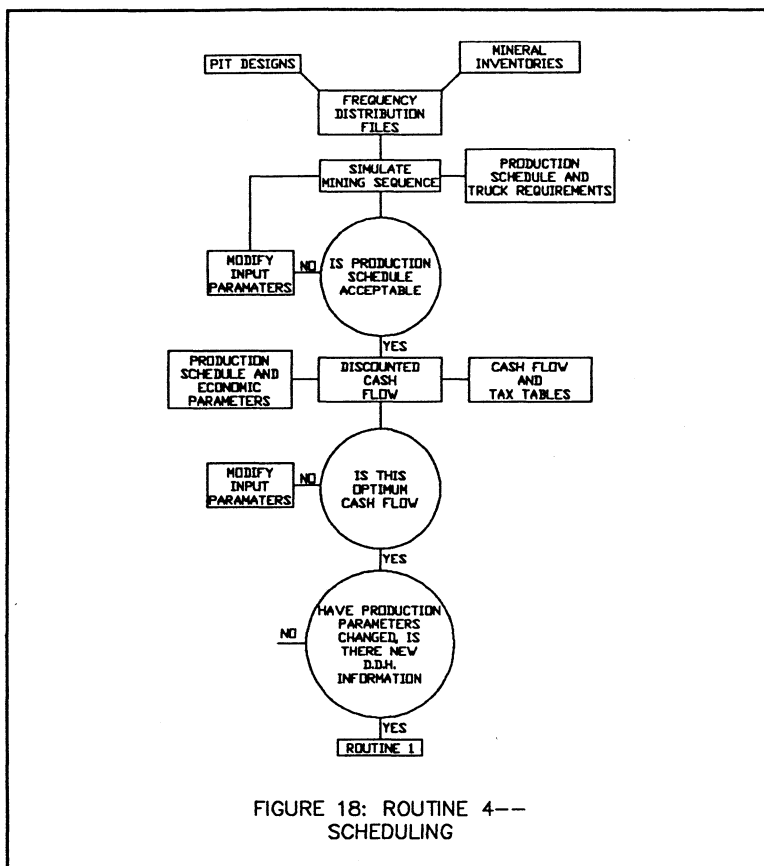 PIT DESIGNS
MINERAL
INVENTORIES
FREQUENCY
DISTRIBUTION
FILES
SIMULATE
MINING SEQUENCE
PRODUCTION
SCHEDULE AND
TRUCK REQUIREMENTS
MODIFY
INPUT
PARAMATERS
NO
IS PRODUCTION
SCHEDULE
ACCEPTABLE
YES
PRODUCTION
SCHEDULE AND
ECONOMIC
PARAMETERS
DISCOUNTED
CASH
FLOW
CASH FLOW
AND
TAX TABLES
MODIFY
INPUT
PARAMATERS
NO
IS THIS
OPTIMUM
CASH FLOW
YES
HAVE PRODUCTION
PARAMETERS
CHANGED, IS
THERE NEW
D.D.H.
INFORMATION
NO
YES
ROUTINE 1
FIGURE 18: ROUTINE 4--
SCHEDULING